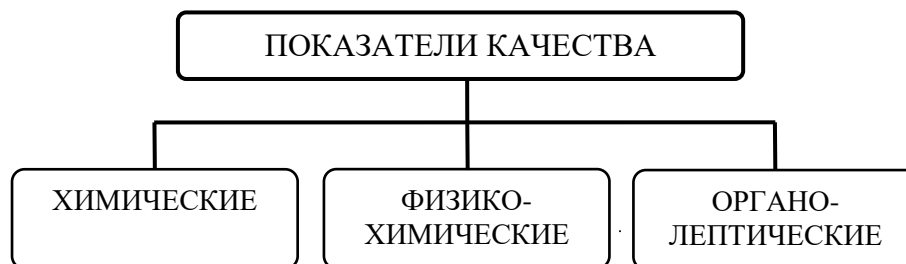 ПОКАЗАТЕЛИ КАЧЕСТВА
ХИМИЧЕСКИЕ
ФИЗИКО-
ХИМИЧЕСКИЕ
ОРГАНО-
ЛЕПТИЧЕСКИЕ